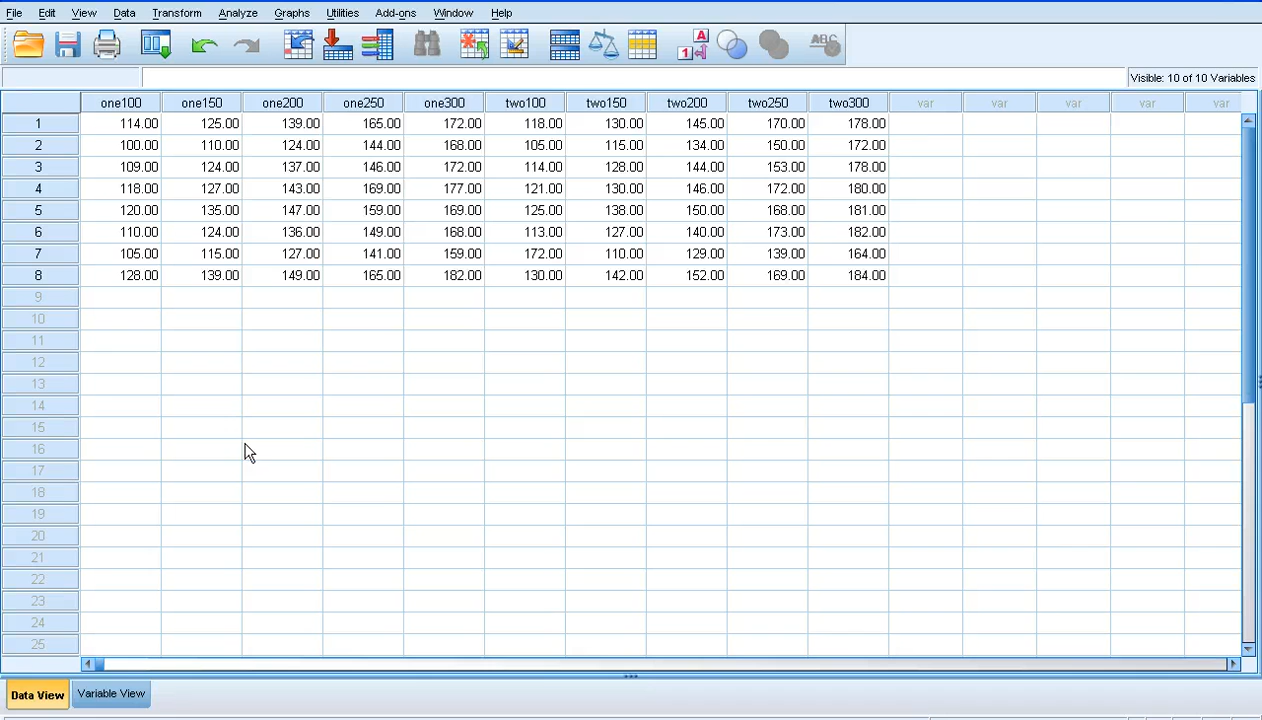 File Edit View Data Transform Analyze Graphs Utilities Add-ons Window Help
A
1
ABC
Visible: 10 of 10 Variables
one100 one150 one200 one250 one300 two100 two150 two200 two250 two300 var var var var var
1 114.00 125.00 139.00 165.00 172.00 118.00 130.00 145.00 170.00 178.00
2 100.00 110.00 124.00 144.00 168.00 105.00 115.00 134.00 150.00 172.00
3 109.00 124.00 137.00 146.00 172.00 114.00 128.00 144.00 153.00 178.00
4 118.00 127.00 143.00 169.00 177.00 121.00 130.00 146.00 172.00 180.00
5 120.00 135.00 147.00 159.00 169.00 125.00 138.00 150.00 168.00 181.00
6 110.00 124.00 136.00 149.00 168.00 113.00 127.00 140.00 173.00 182.00
7 105.00 115.00 127.00 141.00 159.00 172.00 110.00 129.00 139.00 164.00
8 128.00 139.00 149.00 165.00 182.00 130.00 142.00 152.00 169.00 184.00
9
10
11
12
13
14
15
16
17
18
19
20
21
22
23
24
25
Data View Variable View